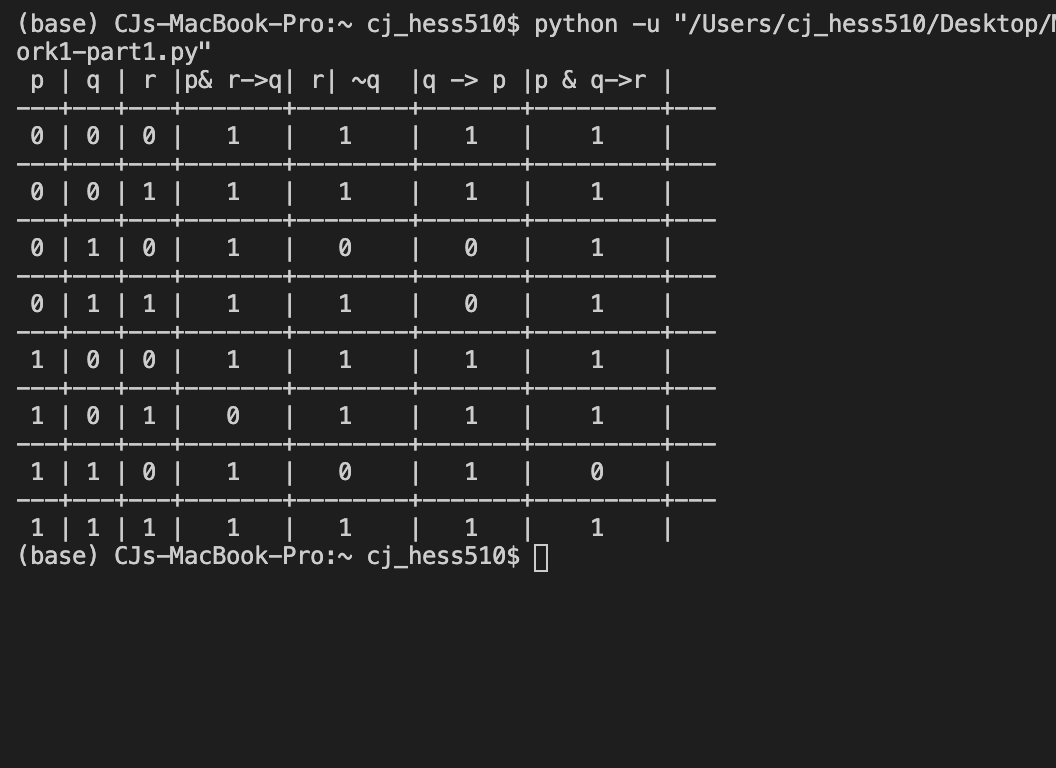 (base) CJs-MacBook-Pro:~ cj_hess510$ python -u "/Users/cj_hess510/Desktop/
ork1-part1.py"
 p | q | r |p& r->q| r| ~q  |q -> p |p & q->r |
---+---+---+-------+--------+-------+---------+---
 0 | 0 | 0 |   1   |   1    |   1   |    1    |
---+---+---+-------+--------+-------+---------+---
 0 | 0 | 1 |   1   |   1    |   1   |    1    |
---+---+---+-------+--------+-------+---------+---
 0 | 1 | 0 |   1   |   0    |   0   |    1    |
---+---+---+-------+--------+-------+---------+---
 0 | 1 | 1 |   1   |   1    |   0   |    1    |
---+---+---+-------+--------+-------+---------+---
 1 | 0 | 0 |   1   |   1    |   1   |    1    |
---+---+---+-------+--------+-------+---------+---
 1 | 0 | 1 |   0   |   1    |   1   |    1    |
---+---+---+-------+--------+-------+---------+---
 1 | 1 | 0 |   1   |   0    |   1   |    0    |
---+---+---+-------+--------+-------+---------+---
 1 | 1 | 1 |   1   |   1    |   1   |    1    |
(base) CJs-MacBook-Pro:~ cj_hess510$